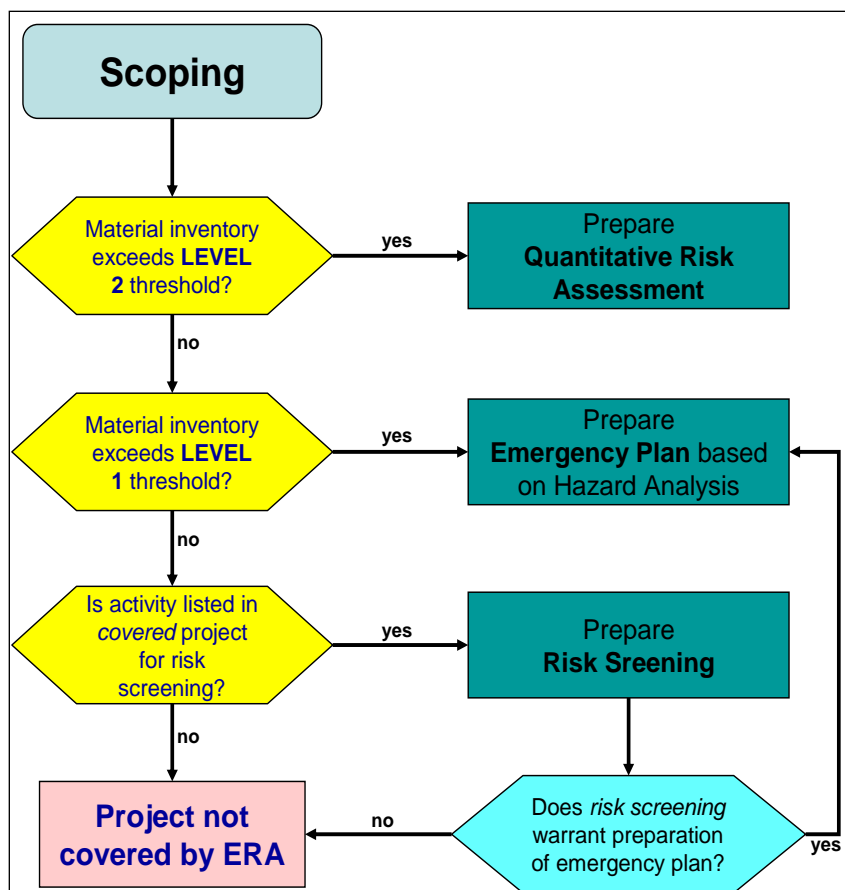 Scoping
Material inventory
exceeds LEVEL
2 threshold?
yes
Prepare
Quantitative Risk
Assessment
no
Material inventory
exceeds LEVEL
1 threshold?
yes
Prepare
Emergency Plan based
on Hazard Analysis
no
Is activity listed in
covered project
for risk
screening?
yes
Prepare
Risk Sreening
no
Project not
covered by ERA
no
Does risk screening
warrant preparation
of emergency plan?
yes